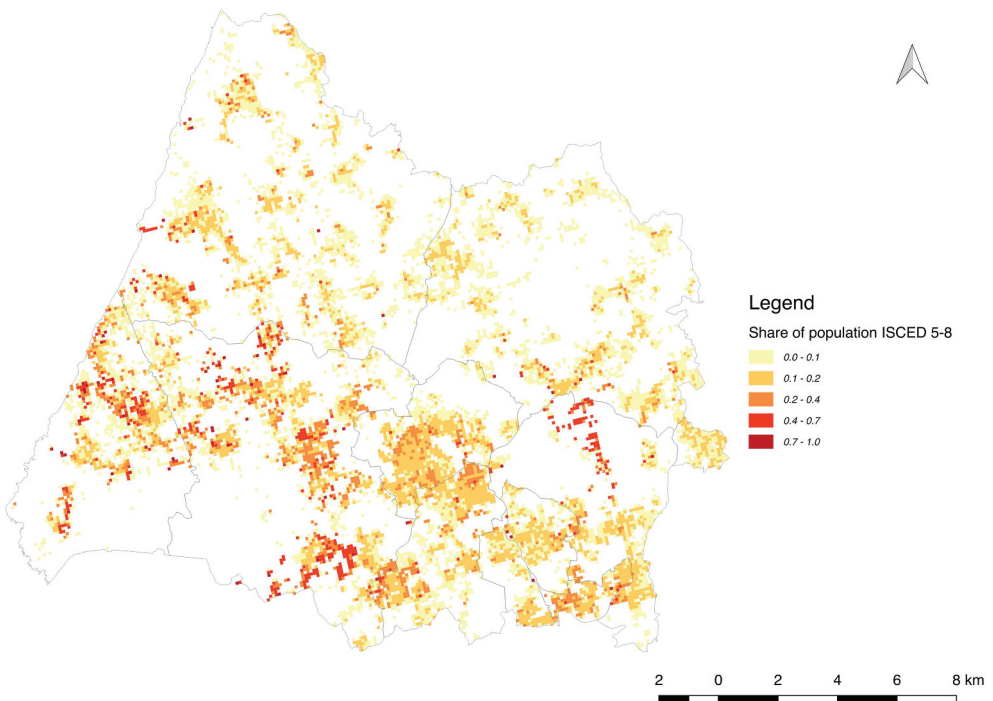 Legend
Share of population ISCED 5-8
0.0 - 0.1
0.1 - 0.2
0.2 - 0.4
0.4 - 0.7
0.7 - 1.0
2 0 2 4 6 8 km